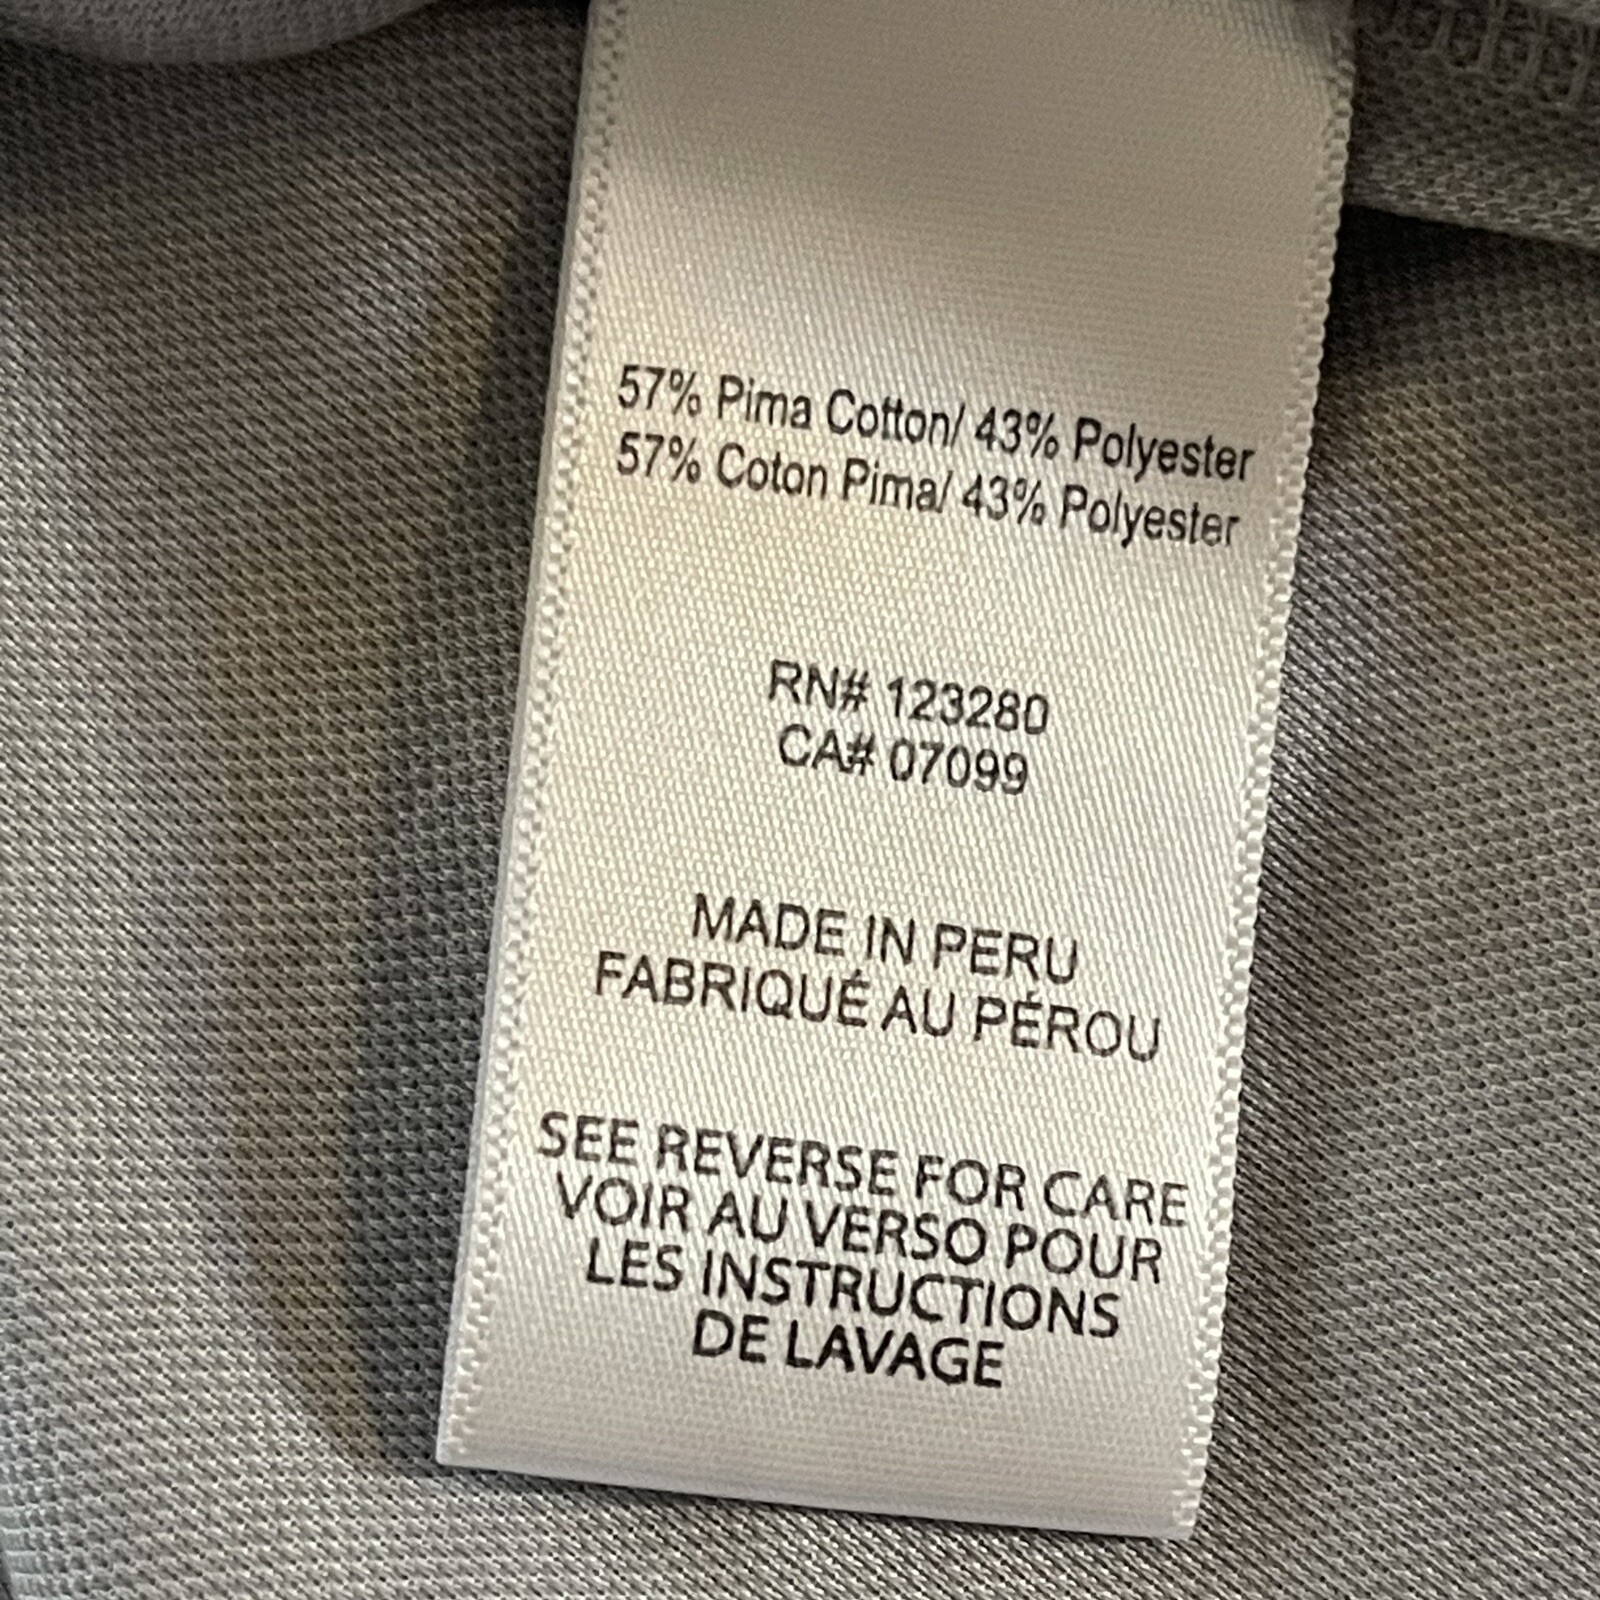 57% Pima Cotton/ 43% Polyester
57% Coton Pima/ 43% Polyester
RN# 123280
CA# 07099
MADE IN PERU
FABRIQUÉ AU PÉROU
SEE REVERSE FOR CARE
VOIR AU VERSO POUR
LES INSTRUCTIONS
DE LAVAGE